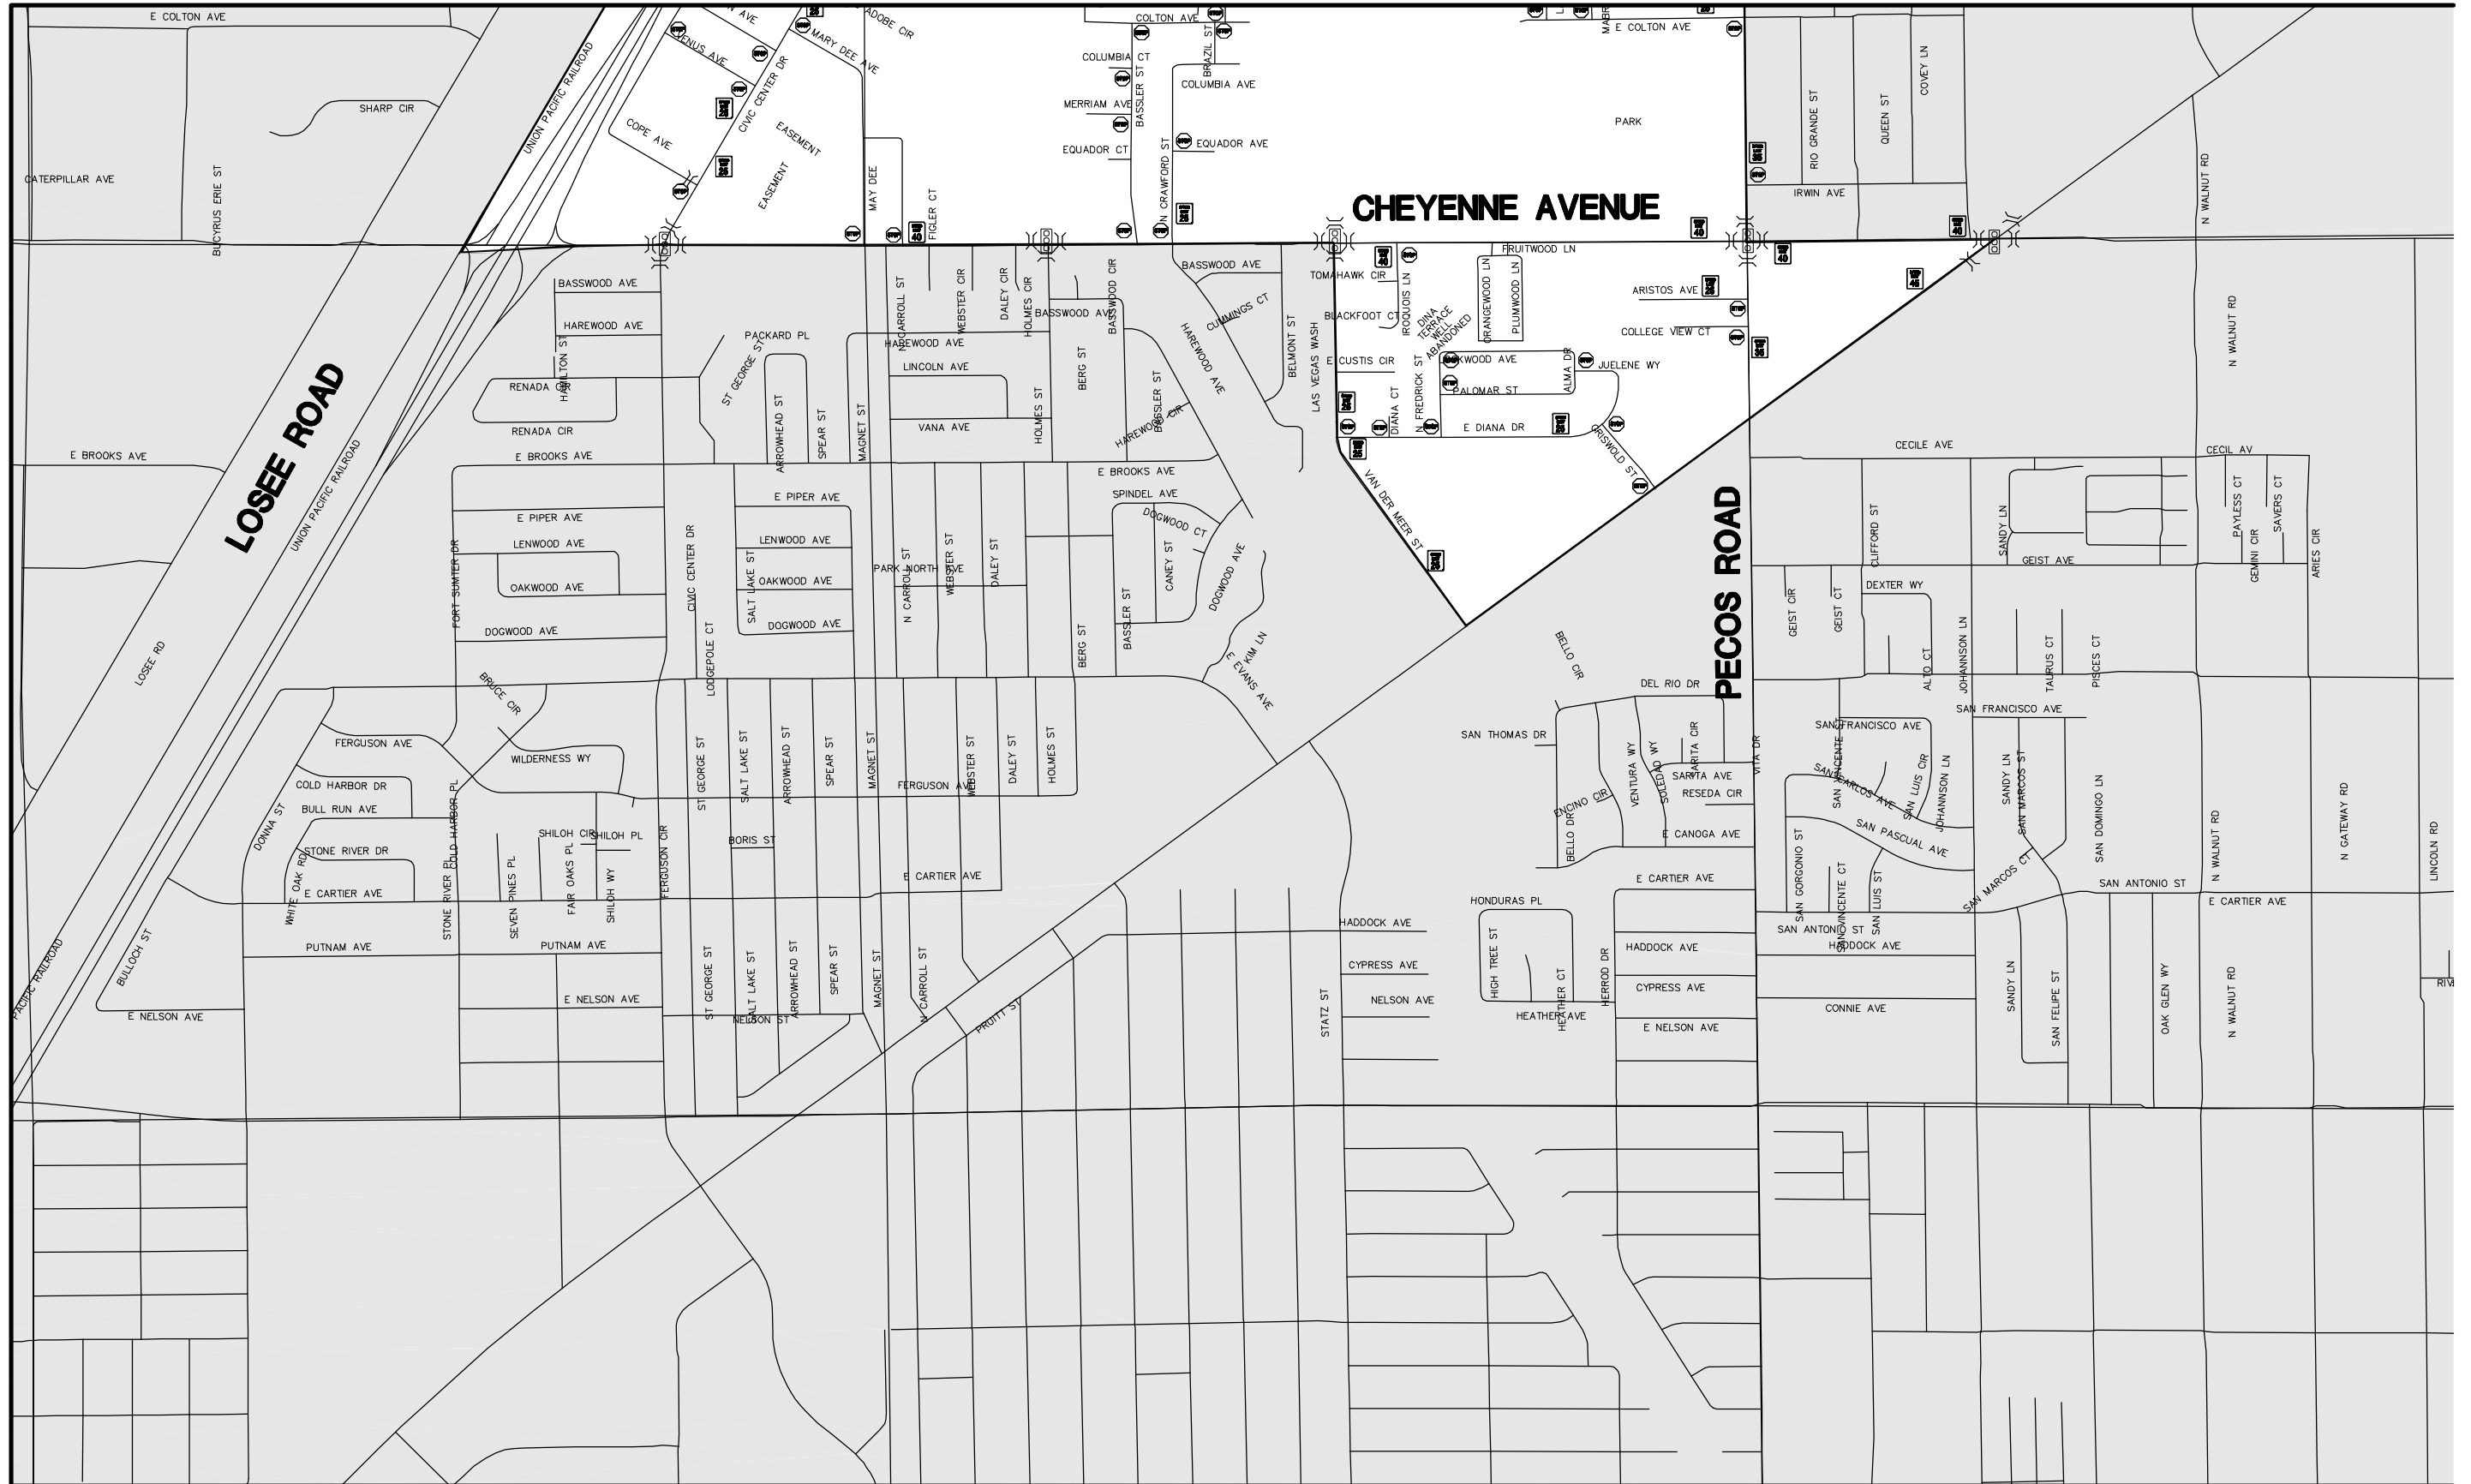 E COLTON AVE
SHARP CIR
CATERPILLAR AVE
BUCYRUS ERIE ST
UNION PACIFIC RAILROAD
MARY DEE AVE
ADOBE CIR
COPE AVE
CIVIC CENTER DR
EASEMENT
EASEMENT
MAY DEE
FIGLER CT
COLTON AVE
COLUMBIA CT
BASSLER ST
BRAZIL ST
COLUMBIA AVE
MERRIAM AVE
EQUADOR CT
EQUADOR AVE
N CRAWFORD ST
E COLTON AVE
PARK
CHEYENNE AVENUE
RIO GRANDE ST
QUEEN ST
COVEY LN
IRWIN AVE
N WALNUT RD
STOP
25
40
40
40
40
40
45
FRUITWOOD LN
BASSWOOD AVE
HAREWOOD AVE
HAMILTON ST
RENADA CIR
RENADA CIR
PACKARD PL
ST GEORGE ST
ARROWHEAD ST
SPEAR ST
MAGNET ST
N CARROLL ST
WEBSTER CIR
DALEY CIR
HOLMES CIR
HAREWOOD AVE
LINCOLN AVE
VANA AVE
HOLMES ST
BERG ST
BASSWOOD AVE
BASSWOOD CIR
BASSLER ST
HAREWOOD CIR
BASSWOOD AVE
CUMMINGS CT
HAREWOOD AVE
BELMONT ST
LAS VEGAS WASH
TOMAHAWK CIR
BLACKFOOT CT
IROQUOIS LN
DINA
TERRACE
WELL
ABANDONED
ORANGEWOOD LN
PLUMWOOD LN
E CUSTIS CIR
PALOMAR ST
ALMA DR
JUELENE WY
DIANA CT
N FREDRICK ST
E DIANA DR
GRISWOLD ST
ARISTOS AVE
COLLEGE VIEW CT
VAN DER MEER ST
N WALNUT RD
LOSEE ROAD
UNION PACIFIC RAILROAD
E BROOKS AVE
E BROOKS AVE
E BROOKS AVE
E PIPER AVE
LENWOOD AVE
OAKWOOD AVE
DOGWOOD AVE
FORT SUMTER DR
CIVIC CENTER DR
LODGEPOLE CT
SALT LAKE ST
E PIPER AVE
LENWOOD AVE
OAKWOOD AVE
DOGWOOD AVE
PARK NORTH AVE
N CARROLL ST
WEBSTER ST
DALEY ST
BERG ST
SPINDEL AVE
DOGWOOD CT
CANEY ST
BASSLER ST
DOGWOOD AVE
KIM LN
E EVANS AVE
PECOS ROAD
CECILE AVE
CECIL AV
CLIFFORD ST
SANDY LN
GEIST AVE
DEXTER WY
GEIST CIR
GEIST CT
ALTO CT
JOHANNSON LN
TAURUS CT
PISCES CT
PAYLESS CT
SAVERS CT
GEMINI CIR
ARIES CIR
LOSEE RD
BRUCE CIR
FERGUSON AVE
WILDERNESS WY
COLD HARBOR DR
BULL RUN AVE
COLD HARBOR PL
DONNA ST
STONE RIVER DR
WHITE OAK RD
E CARTIER AVE
STONE RIVER PL
SEVEN PINES PL
FAIR OAKS PL
SHILOH CIR
SHILOH PL
SHILOH WY
FERGUSON CIR
ST GEORGE ST
SALT LAKE ST
ARROWHEAD ST
SPEAR ST
MAGNET ST
FERGUSON AVE
WEBSTER ST
DALEY ST
HOLMES ST
BORIS ST
E CARTIER AVE
BELLO CIR
DEL RIO DR
SAN THOMAS DR
VENTURA WY
SOLEDAD WY
SARITA CIR
SARITA AVE
RESEDA CIR
ENCINO CIR
BELLO DR
E CANOGA AVE
VITA DR
E CARTIER AVE
SAN FRANCISCO AVE
SAN FRANCISCO AVE
SAN VINCENTE ST
SAN CARLOS AVE
SAN LUIS CIR
JOHANNSON LN
SAN PASCUAL AVE
SAN GORGONIO ST
SAN VINCENTE CT
SAN LUIS ST
SANDY LN
SAN MARCOS ST
SAN MARCOS CT
SAN DOMINGO LN
SAN ANTONIO ST
SAN ANTONIO ST
N WALNUT RD
N GATEWAY RD
LINCOLN RD
E CARTIER AVE
PACIFIC RAILROAD
BULLOCH ST
PUTNAM AVE
PUTNAM AVE
E NELSON AVE
E NELSON AVE
ST GEORGE ST
SALT LAKE ST
ARROWHEAD ST
SPEAR ST
MAGNET ST
NELSON ST
N CARROLL ST
PRUITT ST
HADDOCK AVE
CYPRESS AVE
NELSON AVE
STATZ ST
HONDURAS PL
HIGH TREE ST
HEATHER CT
HEATHER AVE
HERROD DR
HADDOCK AVE
CYPRESS AVE
E NELSON AVE
HADDOCK AVE
CONNIE AVE
SANDY LN
SAN FELIPE ST
OAK GLEN WY
N WALNUT RD